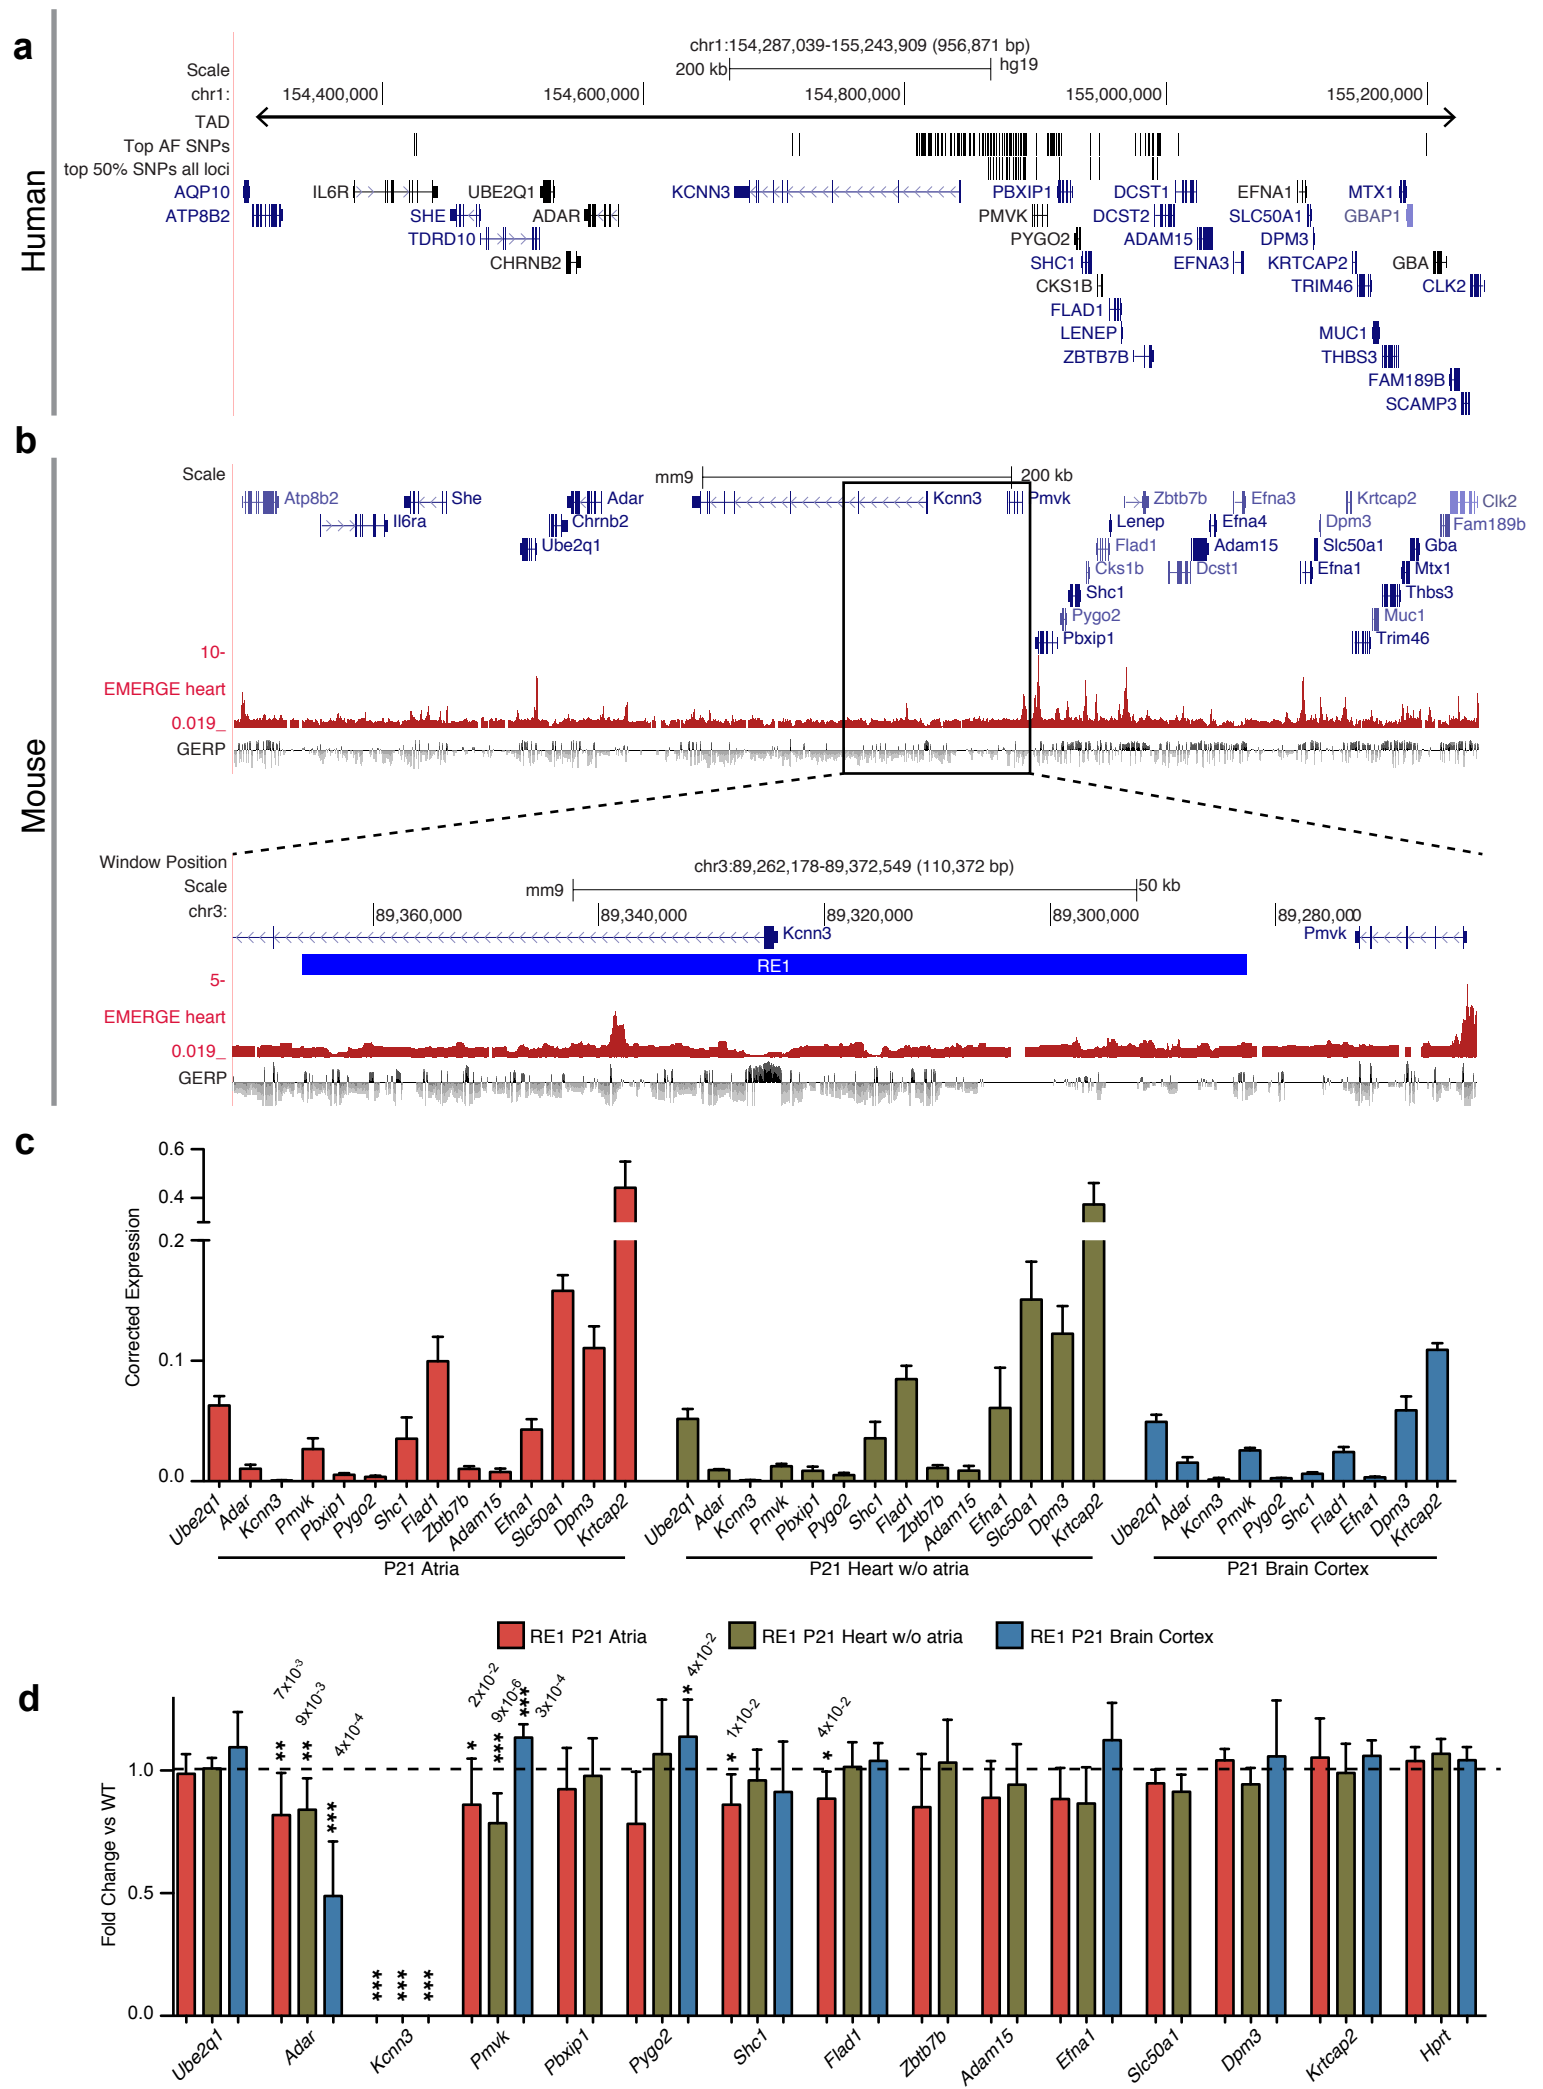 a
Human
chr1:154,287,039-155,243,909 (956,871 bp)
Scale 200 kb hg19
chr1: 154,400,000 154,600,000 154,800,000 155,000,000 155,200,000
TAD
Top AF SNPs
top 50% SNPs all loci
AQP10 IL6R UBE2Q1 KCNN3 PBXIP1 DCST1 EFNA1 MTX1
ATP8B2 SHE ADAR PMVK DCST2 SLC50A1 GBAP1
TDRD10 PYGO2 ADAM15 DPM3
CHRNB2 SHC1 EFNA3 KRTCAP2 GBA
CKS1B TRIM46 CLK2
FLAD1
LENEP MUC1
ZBTB7B THBS3
FAM189B
SCAMP3
b
Mouse
Scale mm9 200 kb
Atp8b2 She Adar Kcnn3 Pmvk Zbtb7b Efna3 Krtcap2 Clk2
Il6ra Chrnb2 Lenep Efna4 Dpm3 Fam189b
Ube2q1 Flad1 Adam15 Slc50a1 Gba
Cks1b Dcst1 Efna1 Mtx1
Shc1 Thbs3
Pygo2 Muc1
Pbxip1 Trim46
10-
EMERGE heart
0.019_
GERP
Window Position chr3:89,262,178-89,372,549 (110,372 bp)
Scale mm9 50 kb
chr3: 89,360,000 89,340,000 89,320,000 89,300,000 89,280,000
Kcnn3 Pmvk
RE1
5-
EMERGE heart
0.019_
GERP
c
Corrected Expression
0.6
0.4
0.2
0.1
0.0
Ube2q1 Adar Kcnn3 Pmvk Pbxip1 Pygo2 Shc1 Flad1 Zbtb7b Adam15 Efna1 Slc50a1 Dpm3 Krtcap2 Ube2q1 Adar Kcnn3 Pmvk Pbxip1 Pygo2 Shc1 Flad1 Zbtb7b Adam15 Efna1 Slc50a1 Dpm3 Krtcap2 Ube2q1 Adar Kcnn3 Pmvk Pygo2 Shc1 Flad1 Efna1 Dpm3 Krtcap2
P21 Atria P21 Heart w/o atria P21 Brain Cortex
RE1 P21 Atria RE1 P21 Heart w/o atria RE1 P21 Brain Cortex
d
Fold Change vs WT
7x10-3 9x10-3 4x10-4 2x10-2 9x10-6 3x10-4 4x10-2 1x10-2 4x10-2
** ** *** *** *** *** * *** *** * * *
1.0
0.5
0.0
Ube2q1 Adar Kcnn3 Pmvk Pbxip1 Pygo2 Shc1 Flad1 Zbtb7b Adam15 Efna1 Slc50a1 Dpm3 Krtcap2 Hprt